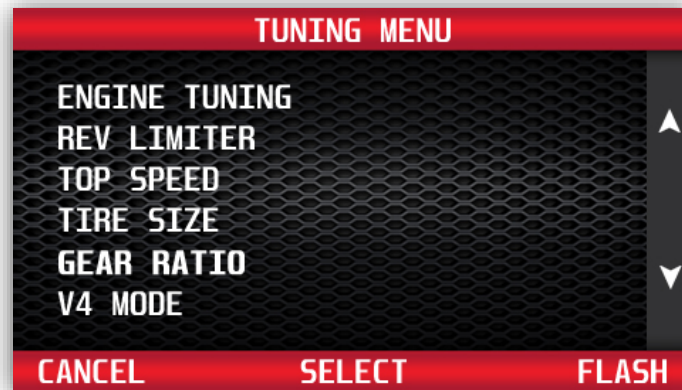 TUNING MENU
ENGINE TUNING
REV LIMITER
TOP SPEED
TIRE SIZE
GEAR RATIO
V4 MODE
CANCEL SELECT FLASH